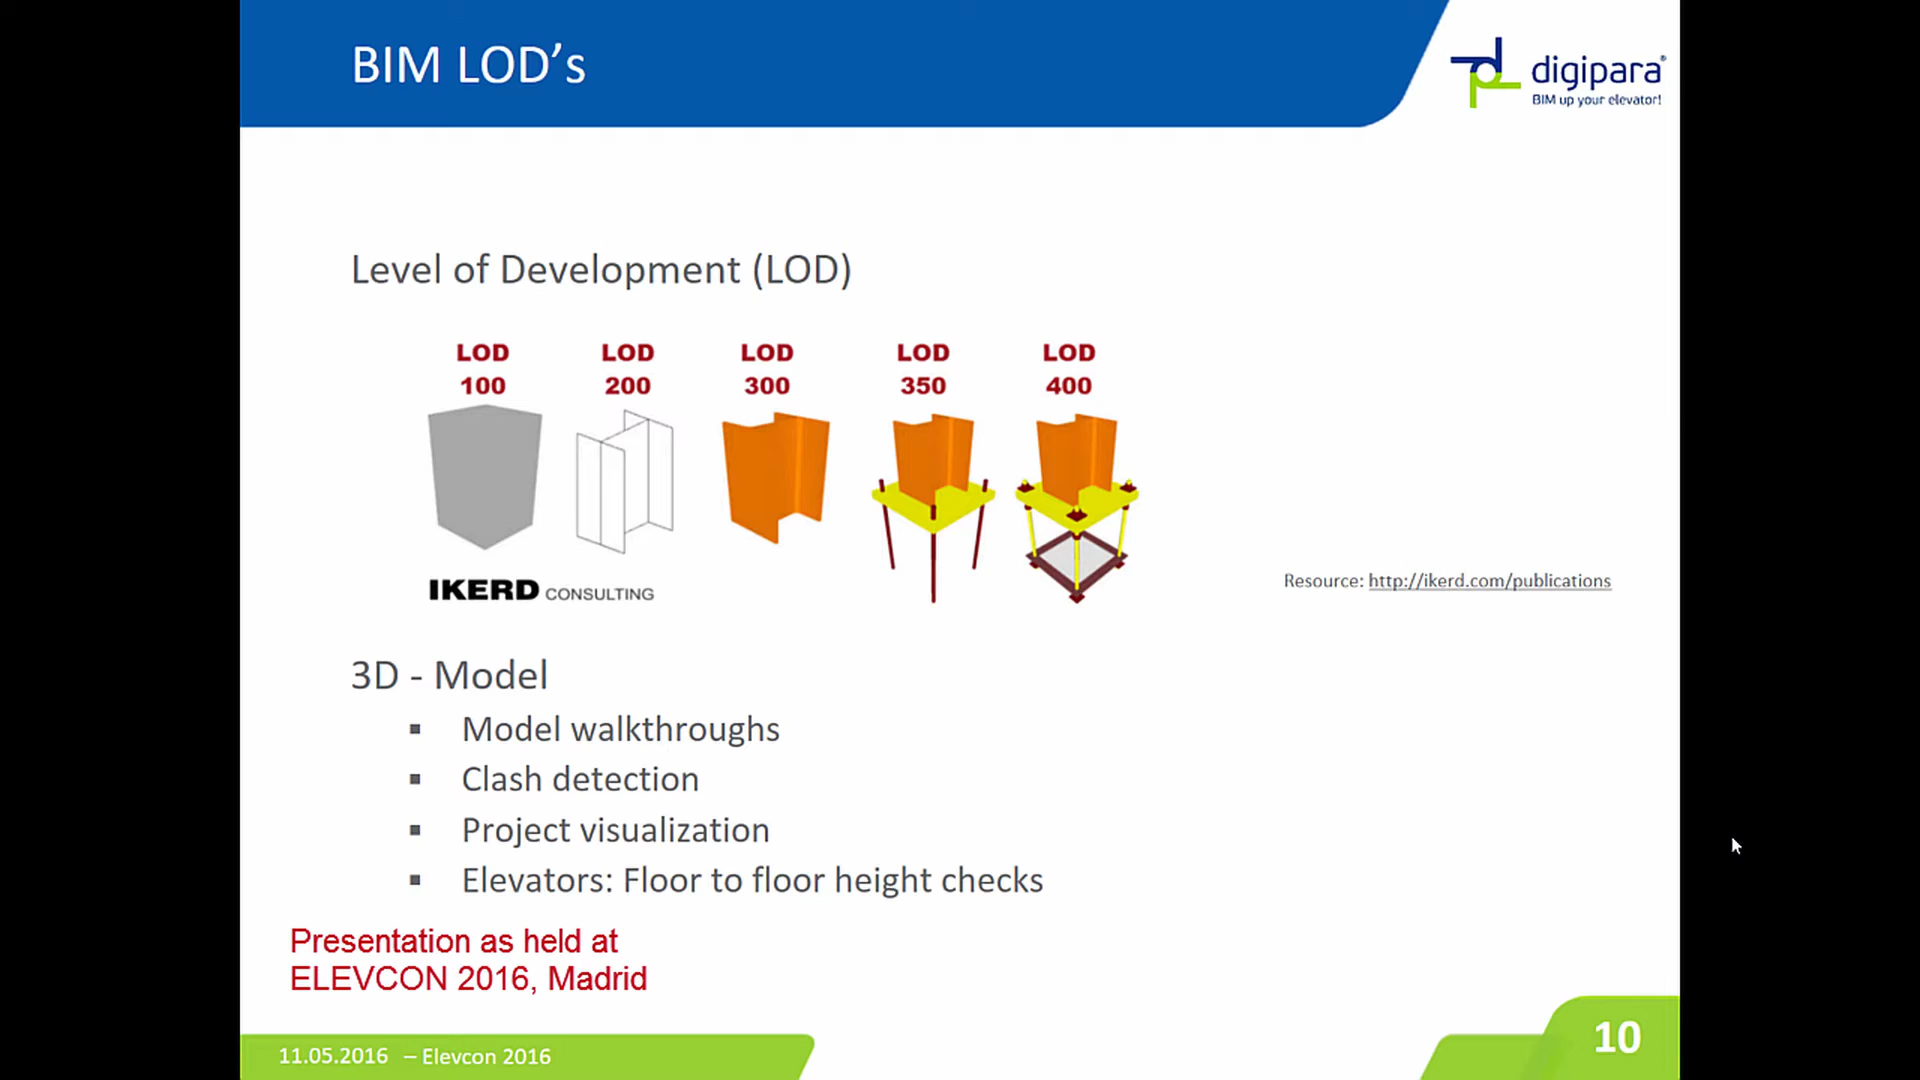 BIM LOD’s
digipara®
BIM up your elevator!
Level of Development (LOD)
LOD 100
LOD 200
LOD 300
LOD 350
LOD 400
IKERD CONSULTING
Resource: http://ikerd.com/publications
3D - Model
▪ Model walkthroughs
▪ Clash detection
▪ Project visualization
▪ Elevators: Floor to floor height checks
Presentation as held at
ELEVCON 2016, Madrid
11.05.2016 – Elevcon 2016
10